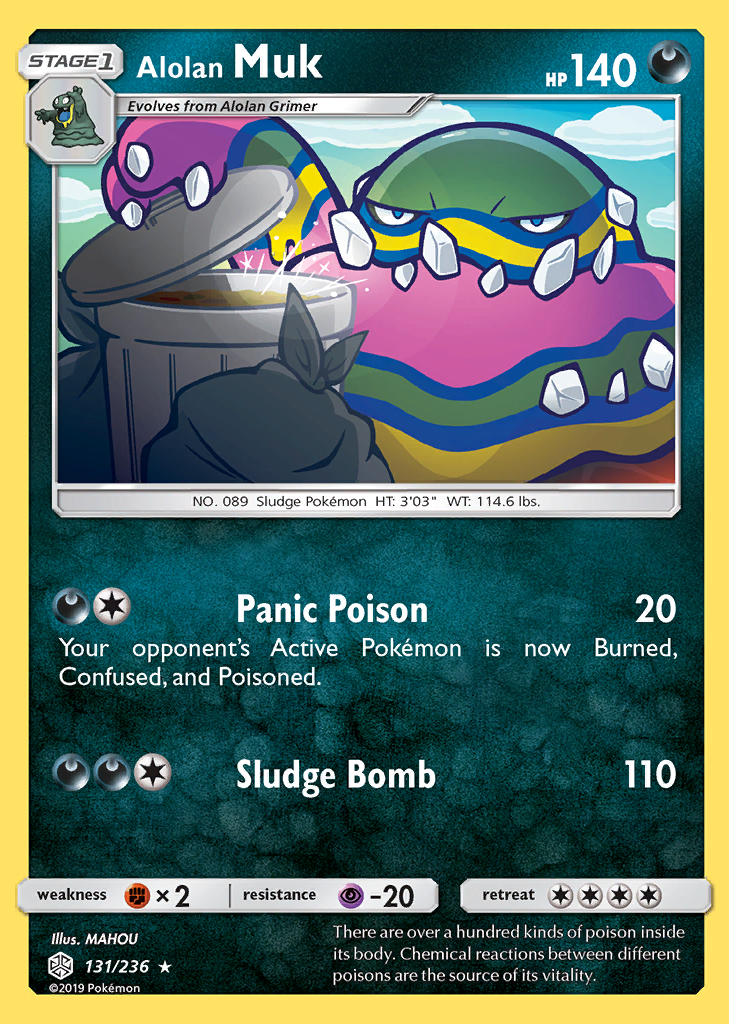 STAGE1
Alolan Muk
HP140
Evolves from Alolan Grimer
NO. 089 Sludge Pokémon HT: 3'03" WT: 114.6 lbs.
Panic Poison 20
Your opponent's Active Pokémon is now Burned,
Confused, and Poisoned.
Sludge Bomb 110
weakness ×2 resistance -20 retreat
Illus. MAHOU
There are over a hundred kinds of poison inside
its body. Chemical reactions between different
poisons are the source of its vitality.
131/236 ★
©2019 Pokémon